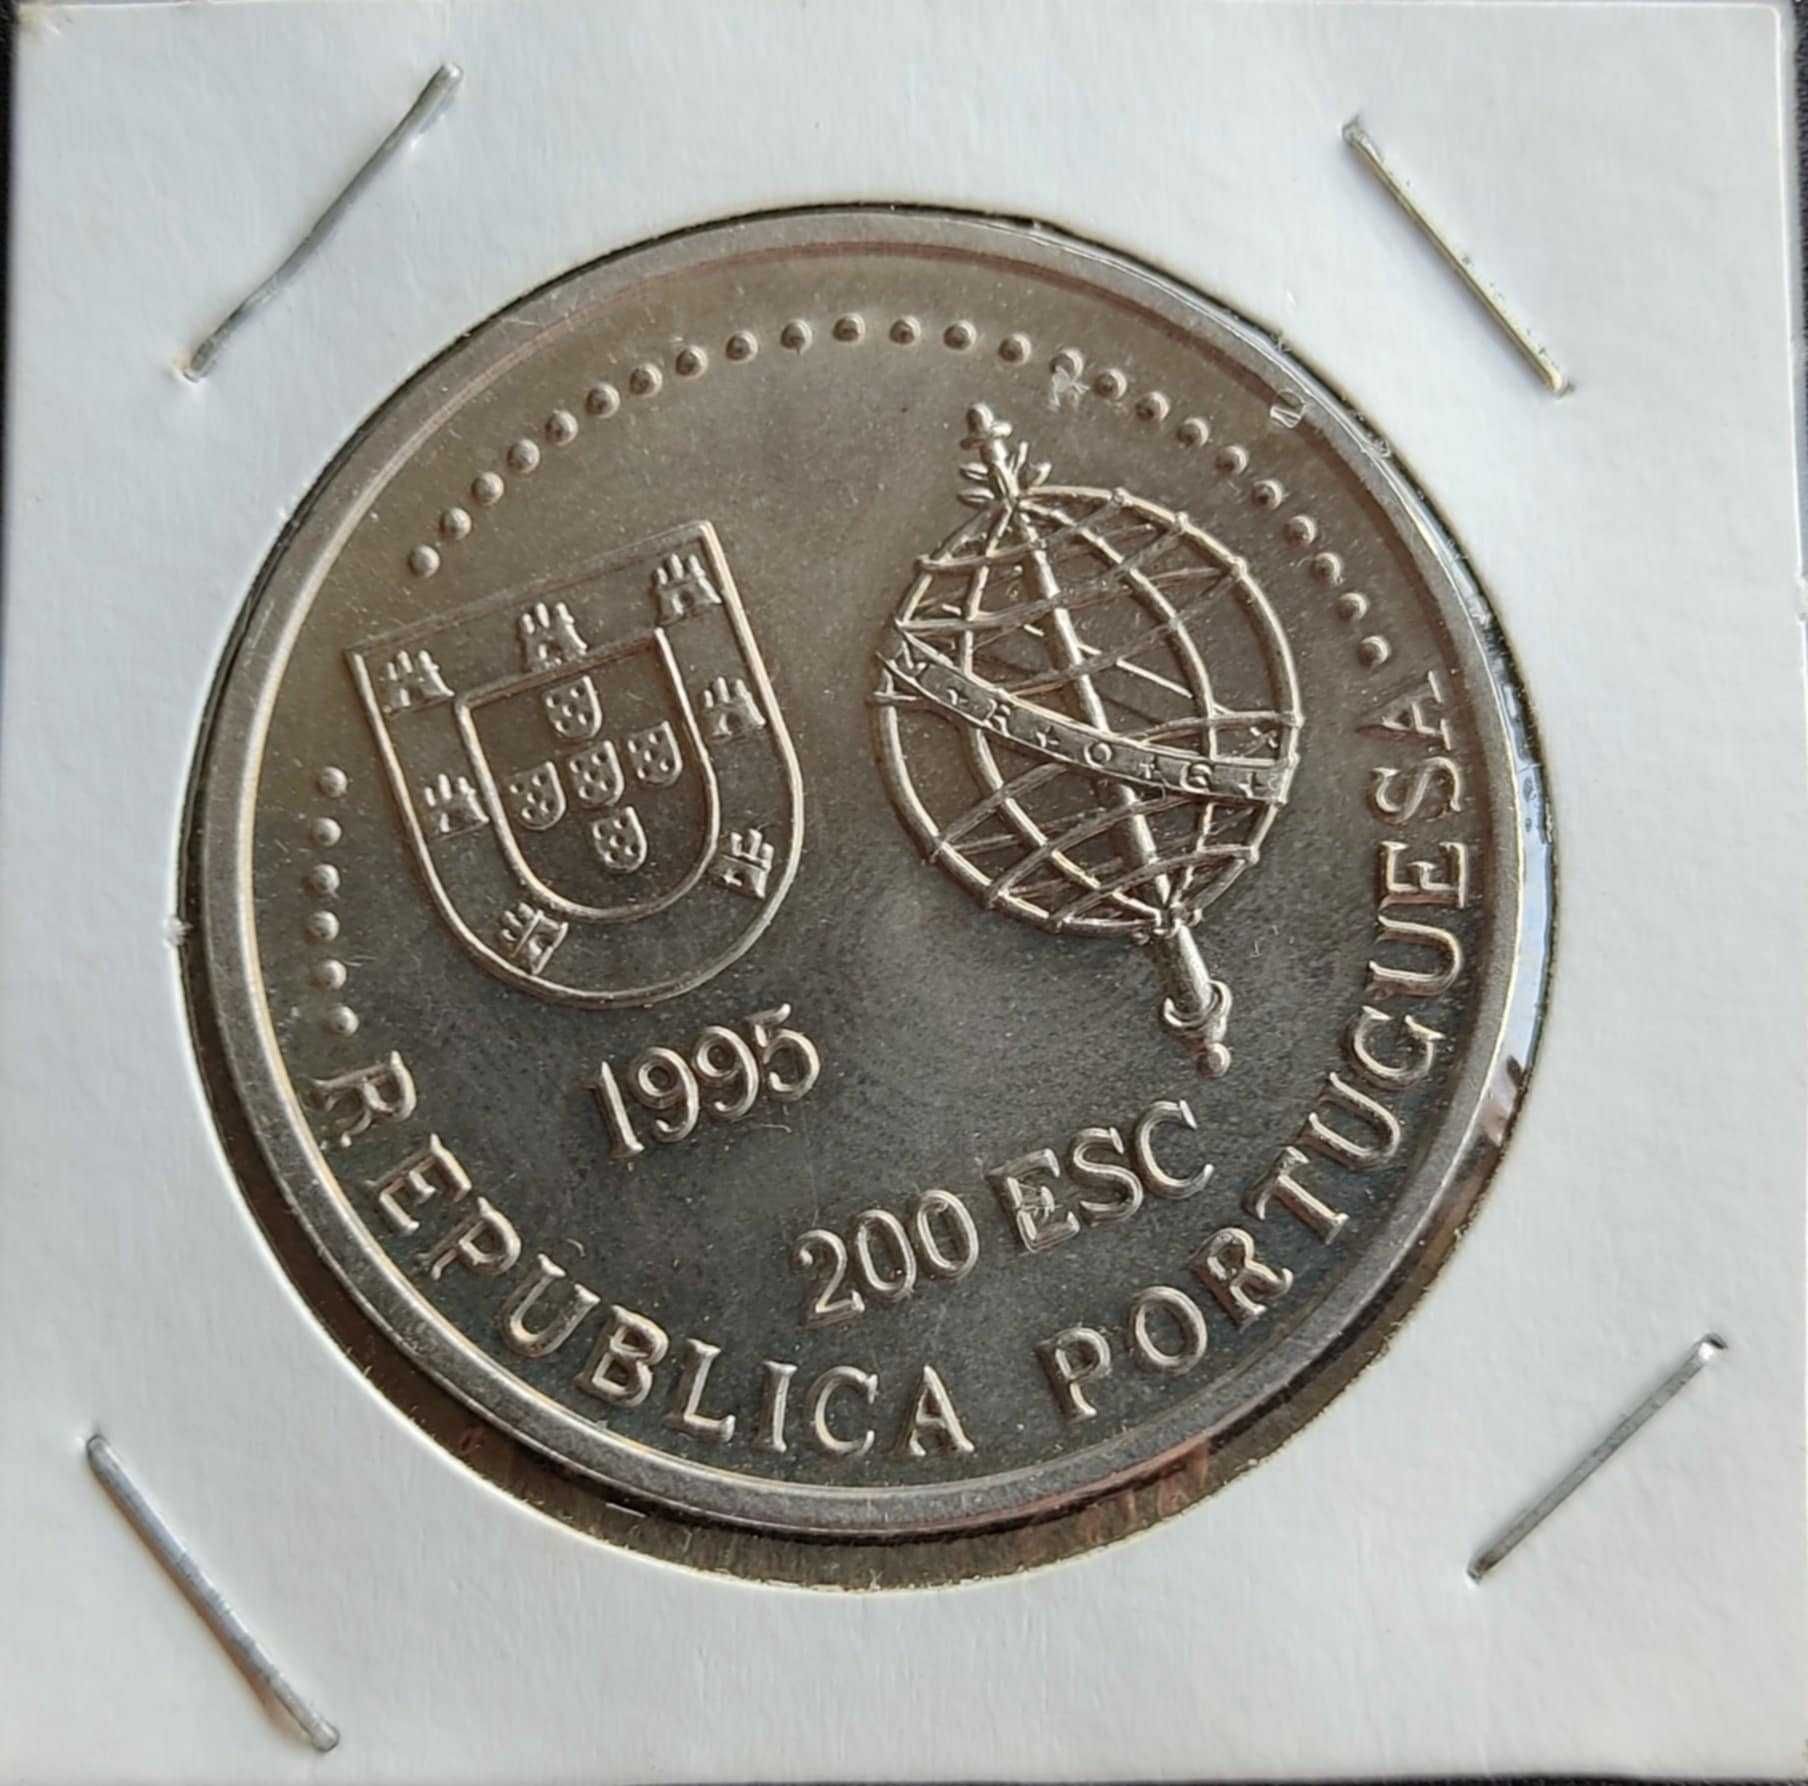 1995
200 ESC
REPÚBLICA PORTUGUESA